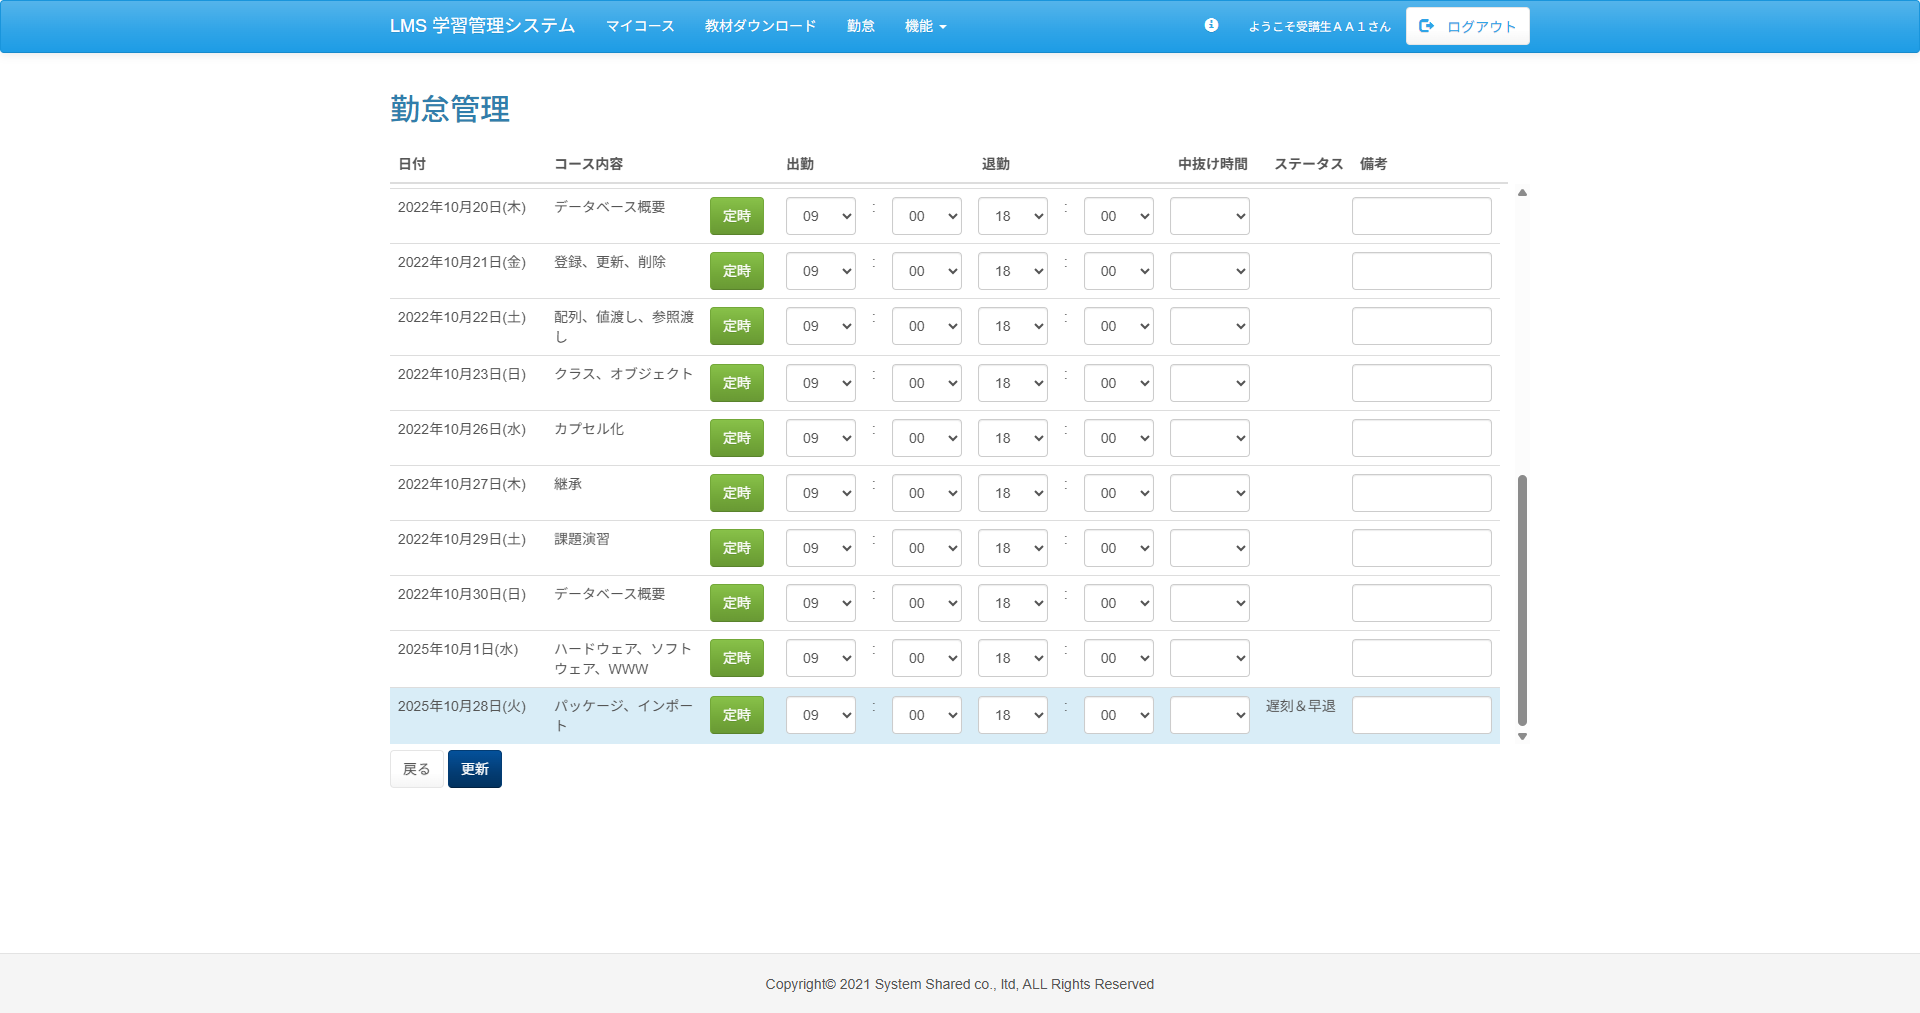 LMS 学習管理システム マイコース 教材ダウンロード 勤怠 機能 ようこそ受講生ＡＡ１さん ログアウト
勤怠管理
日付 コース内容 出勤 退勤 中抜け時間 ステータス 備考
2022年10月20日(木) データベース概要 定時 09 : 00 18 : 00
2022年10月21日(金) 登録、更新、削除 定時 09 : 00 18 : 00
2022年10月22日(土) 配列、値渡し、参照渡 定時 09 : 00 18 : 00
し
2022年10月23日(日) クラス、オブジェクト 定時 09 : 00 18 : 00
2022年10月26日(水) カプセル化 定時 09 : 00 18 : 00
2022年10月27日(木) 継承 定時 09 : 00 18 : 00
2022年10月29日(土) 課題演習 定時 09 : 00 18 : 00
2022年10月30日(日) データベース概要 定時 09 : 00 18 : 00
2025年10月1日(水) ハードウェア、ソフト 定時 09 : 00 18 : 00
ウェア、WWW
2025年10月28日(火) パッケージ、インポー 定時 09 : 00 18 : 00 遅刻＆早退
ト
戻る 更新
Copyright© 2021 System Shared co., ltd, ALL Rights Reserved